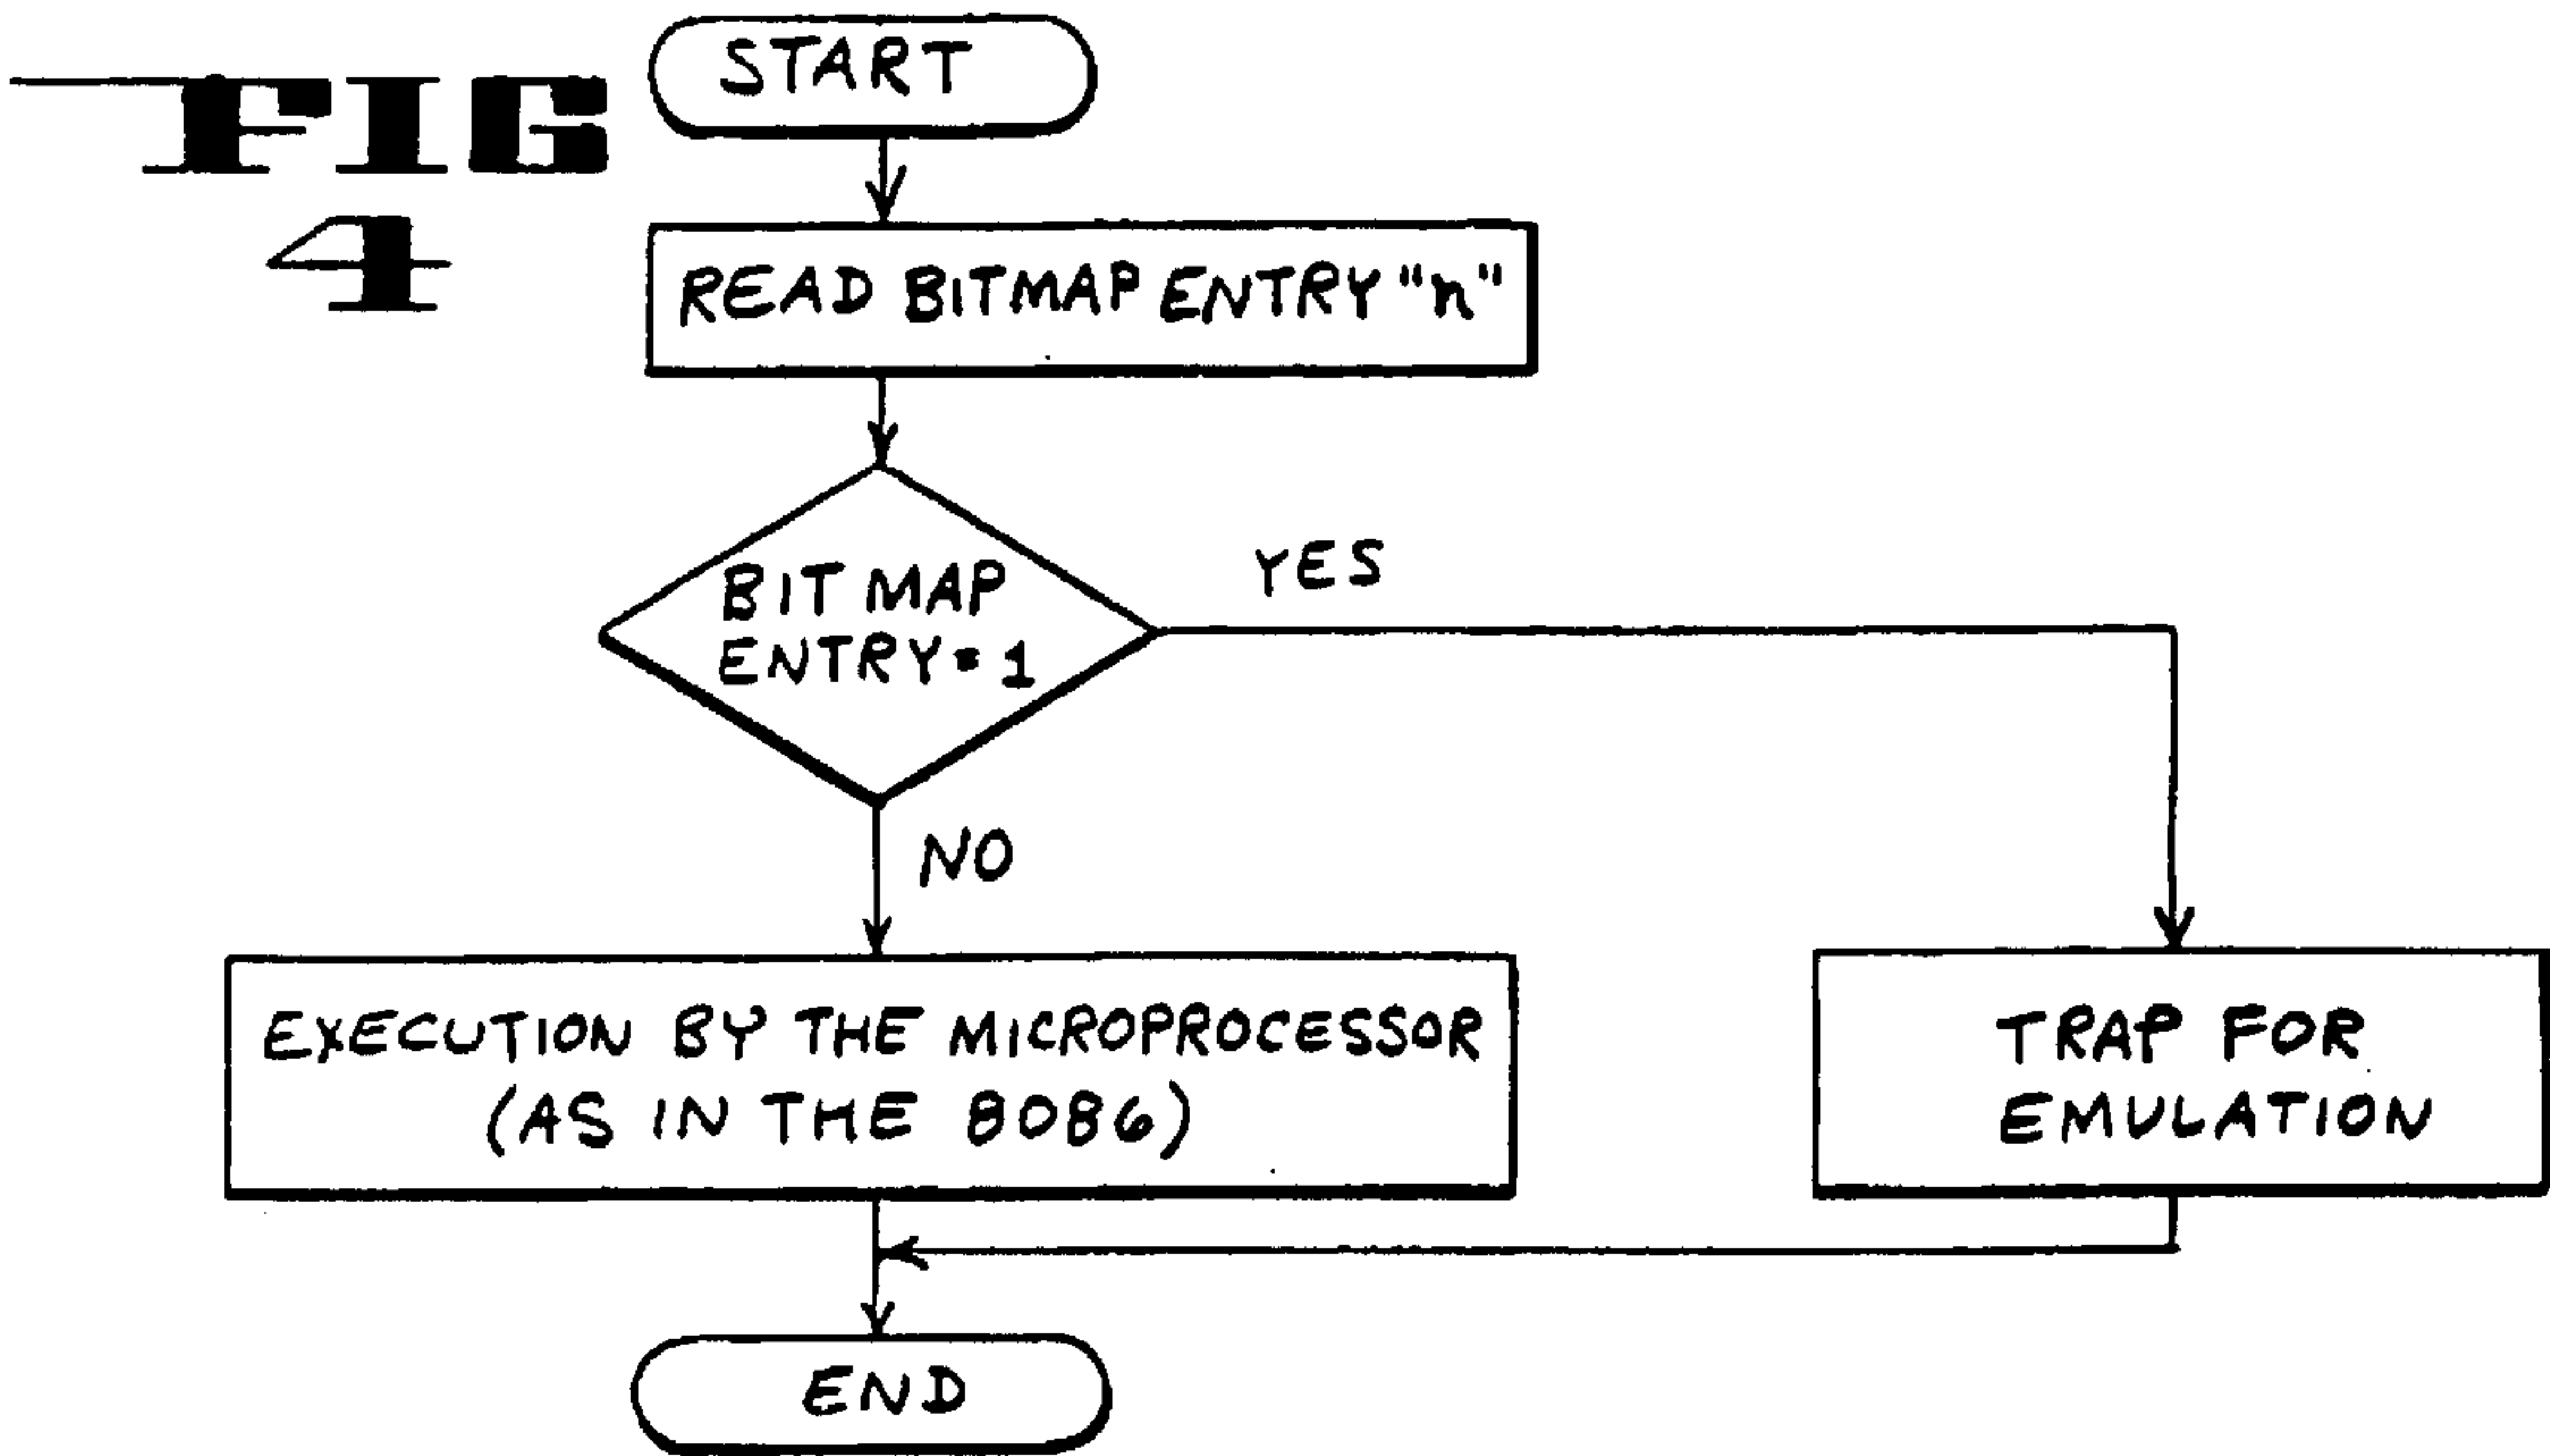 FIG
4
START
READ BITMAP ENTRY "n"
BIT MAP
ENTRY=1
YES
NO
EXECUTION BY THE MICROPROCESSOR
(AS IN THE 8086)
TRAP FOR
EMULATION
END